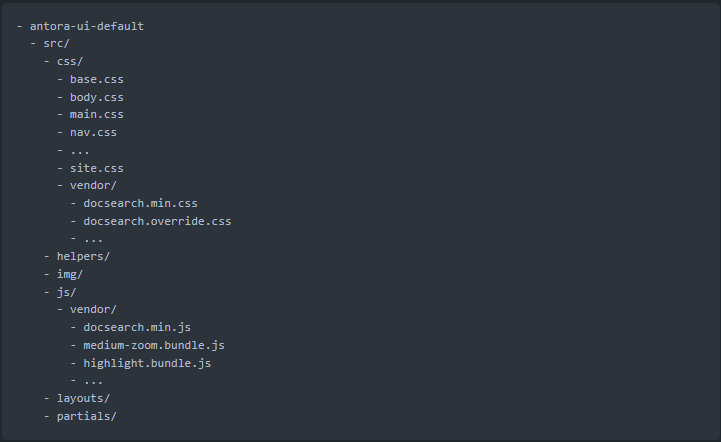 - antora-ui-default
- src/
- css/
- base.css
- body.css
- main.css
- nav.css
- ...
- site.css
- vendor/
- docsearch.min.css
- docsearch.override.css
- ...
- helpers/
- img/
- js/
- vendor/
- docsearch.min.js
- medium-zoom.bundle.js
- highlight.bundle.js
- ...
- layouts/
- partials/